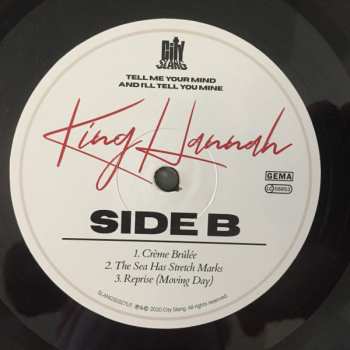 City
SLANG
TELL ME YOUR MIND
AND I'LL TELL YOU MINE
King Hannah
GEMA
SIDE B
1. Crème Brûlée
2. The Sea Has Stretch Marks
3. Reprise (Moving Day)
℗&© 2020 City Slang. All rights reserved.